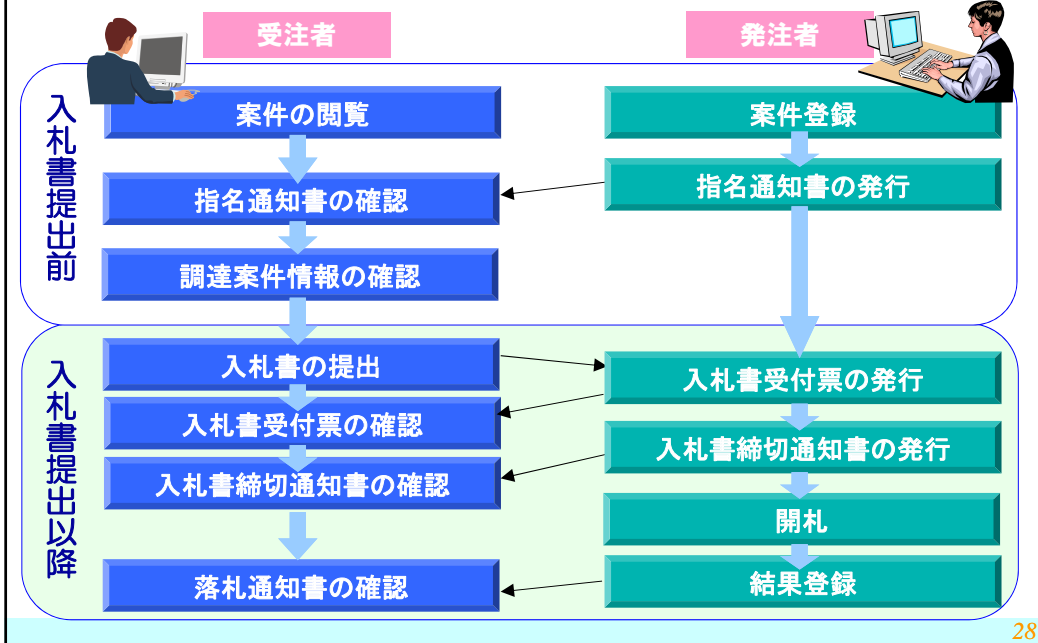 受注者
発注者
入札書提出前
案件の閲覧
案件登録
指名通知書の確認
指名通知書の発行
調達案件情報の確認
入札書提出以降
入札書の提出
入札書受付票の発行
入札書受付票の確認
入札書締切通知書の発行
入札書締切通知書の確認
開札
落札通知書の確認
結果登録
28